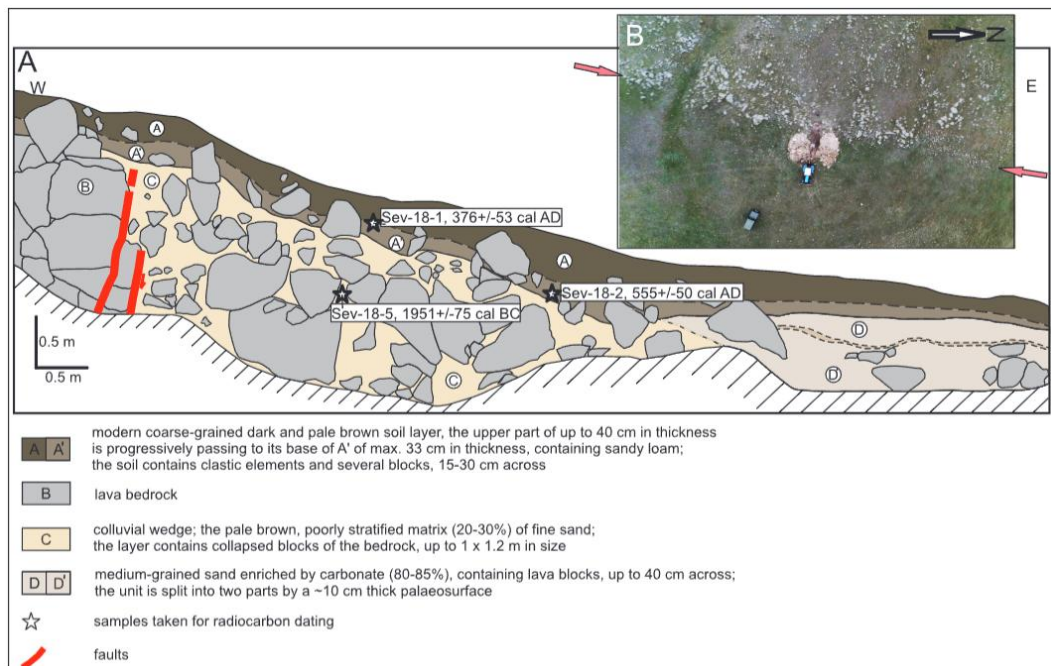 A
W
B
N
E
A
A'
C
B
Sev-18-1, 376+/-53 cal AD
A'
A
Sev-18-5, 1951+/-75 cal BC
Sev-18-2, 555+/-50 cal AD
D
D'
C
0.5 m
0.5 m
A A' modern coarse-grained dark and pale brown soil layer, the upper part of up to 40 cm in thickness
is progressively passing to its base of A' of max. 33 cm in thickness, containing sandy loam;
the soil contains clastic elements and several blocks, 15-30 cm across
B lava bedrock
C colluvial wedge; the pale brown, poorly stratified matrix (20-30%) of fine sand;
the layer contains collapsed blocks of the bedrock, up to 1 x 1.2 m in size
D D' medium-grained sand enriched by carbonate (80-85%), containing lava blocks, up to 40 cm across;
the unit is split into two parts by a ~10 cm thick palaeosurface
samples taken for radiocarbon dating
faults